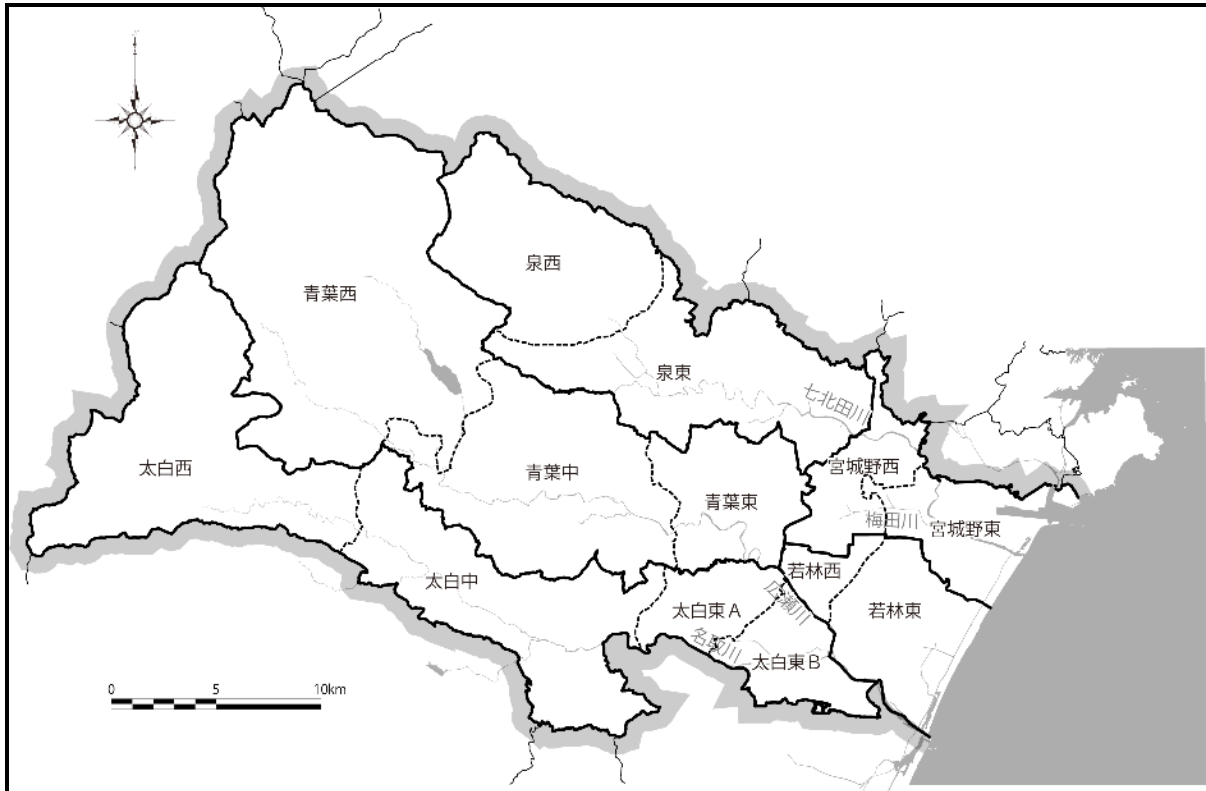 泉西
青葉西
泉東
七北田川
太白西
青葉中
宮城野西
青葉東
梅田川
宮城野東
太白中
若林西
広瀬川
太白東A
若林東
名取川
太白東B
0 5 10km